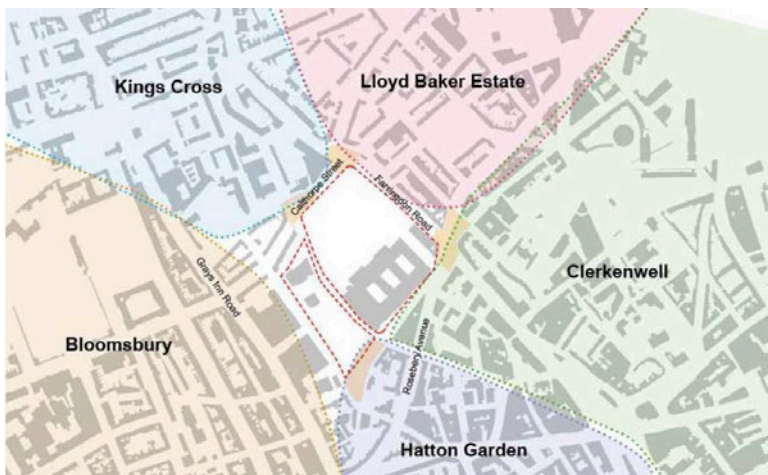 Kings Cross
Lloyd Baker Estate
Calthorpe Street
Farringdon Road
Grays Inn Road
Clerkenwell
Bloomsbury
Rosebery Avenue
Hatton Garden